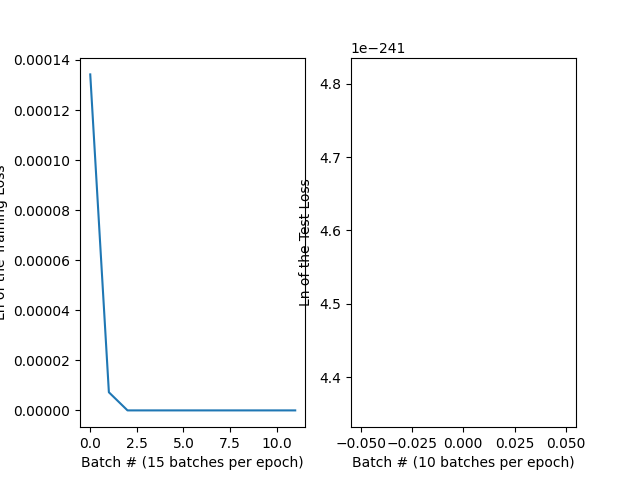 1e−241
0.00014
0.00012
0.00010
0.00008
0.00006
0.00004
0.00002
0.00000
0.0 2.5 5.0 7.5 10.0
Batch # (15 batches per epoch)
Ln of the Training Loss
4.8
4.7
4.6
4.5
4.4
−0.050 −0.025 0.000 0.025 0.050
Batch # (10 batches per epoch)
Ln of the Test Loss